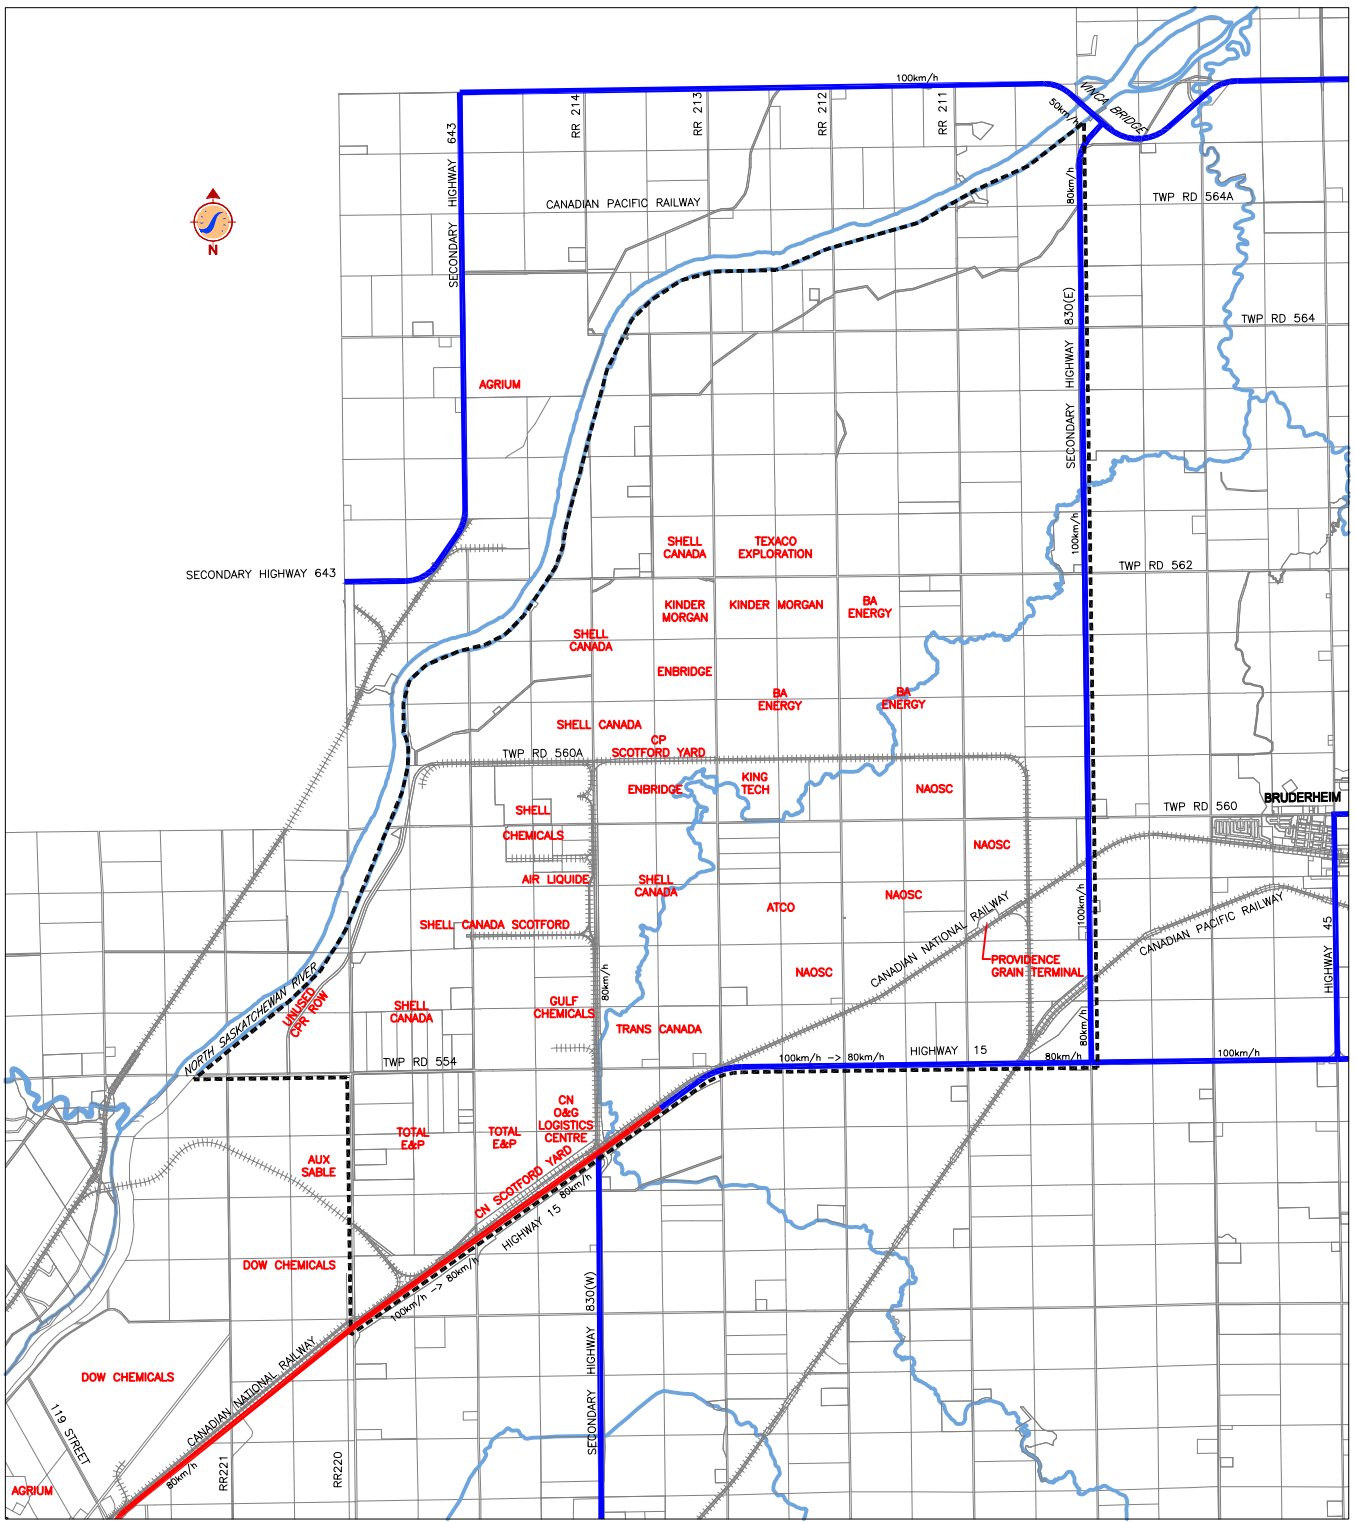 100km/h
VINCA BRIDGE
50km/h
RR 214
RR 213
RR 212
RR 211
SECONDARY HIGHWAY 643
80km/h
TWP RD 564A
CANADIAN PACIFIC RAILWAY
N
SECONDARY HIGHWAY 830(E)
TWP RD 564
AGRIUM
100km/h
SHELL
CANADA
TEXACO
EXPLORATION
SECONDARY HIGHWAY 643
TWP RD 562
KINDER
MORGAN
KINDER MORGAN
BA
ENERGY
SHELL
CANADA
ENBRIDGE
BA
ENERGY
BA
ENERGY
SHELL CANADA
CP
SCOTFORD YARD
TWP RD 560A
ENBRIDGE
KING
TECH
NAOSC
BRUDERHEIM
TWP RD 560
SHELL
CHEMICALS
NAOSC
AIR LIQUIDE
SHELL
CANADA
NAOSC
ATCO
100km/h
SHELL CANADA SCOTFORD
CANADIAN NATIONAL RAILWAY
CANADIAN PACIFIC RAILWAY
HIGHWAY 45
PROVIDENCE
GRAIN TERMINAL
NAOSC
80km/h
NORTH SASKATCHEWAN RIVER
UNUSED
CPR ROW
SHELL
CANADA
GULF
CHEMICALS
TRANS CANADA
80km/h
TWP RD 554
100km/h -> 80km/h
HIGHWAY 15
80km/h
100km/h
CN
O&G
LOGISTICS
CENTRE
TOTAL
E&P
TOTAL
E&P
AUX
SABLE
CN SCOTFORD YARD
80km/h
HIGHWAY 15
DOW CHEMICALS
100km/h -> 80km/h
SECONDARY HIGHWAY 830(W)
DOW CHEMICALS
CANADIAN NATIONAL RAILWAY
119 STREET
80km/h
RR221
RR220
AGRIUM